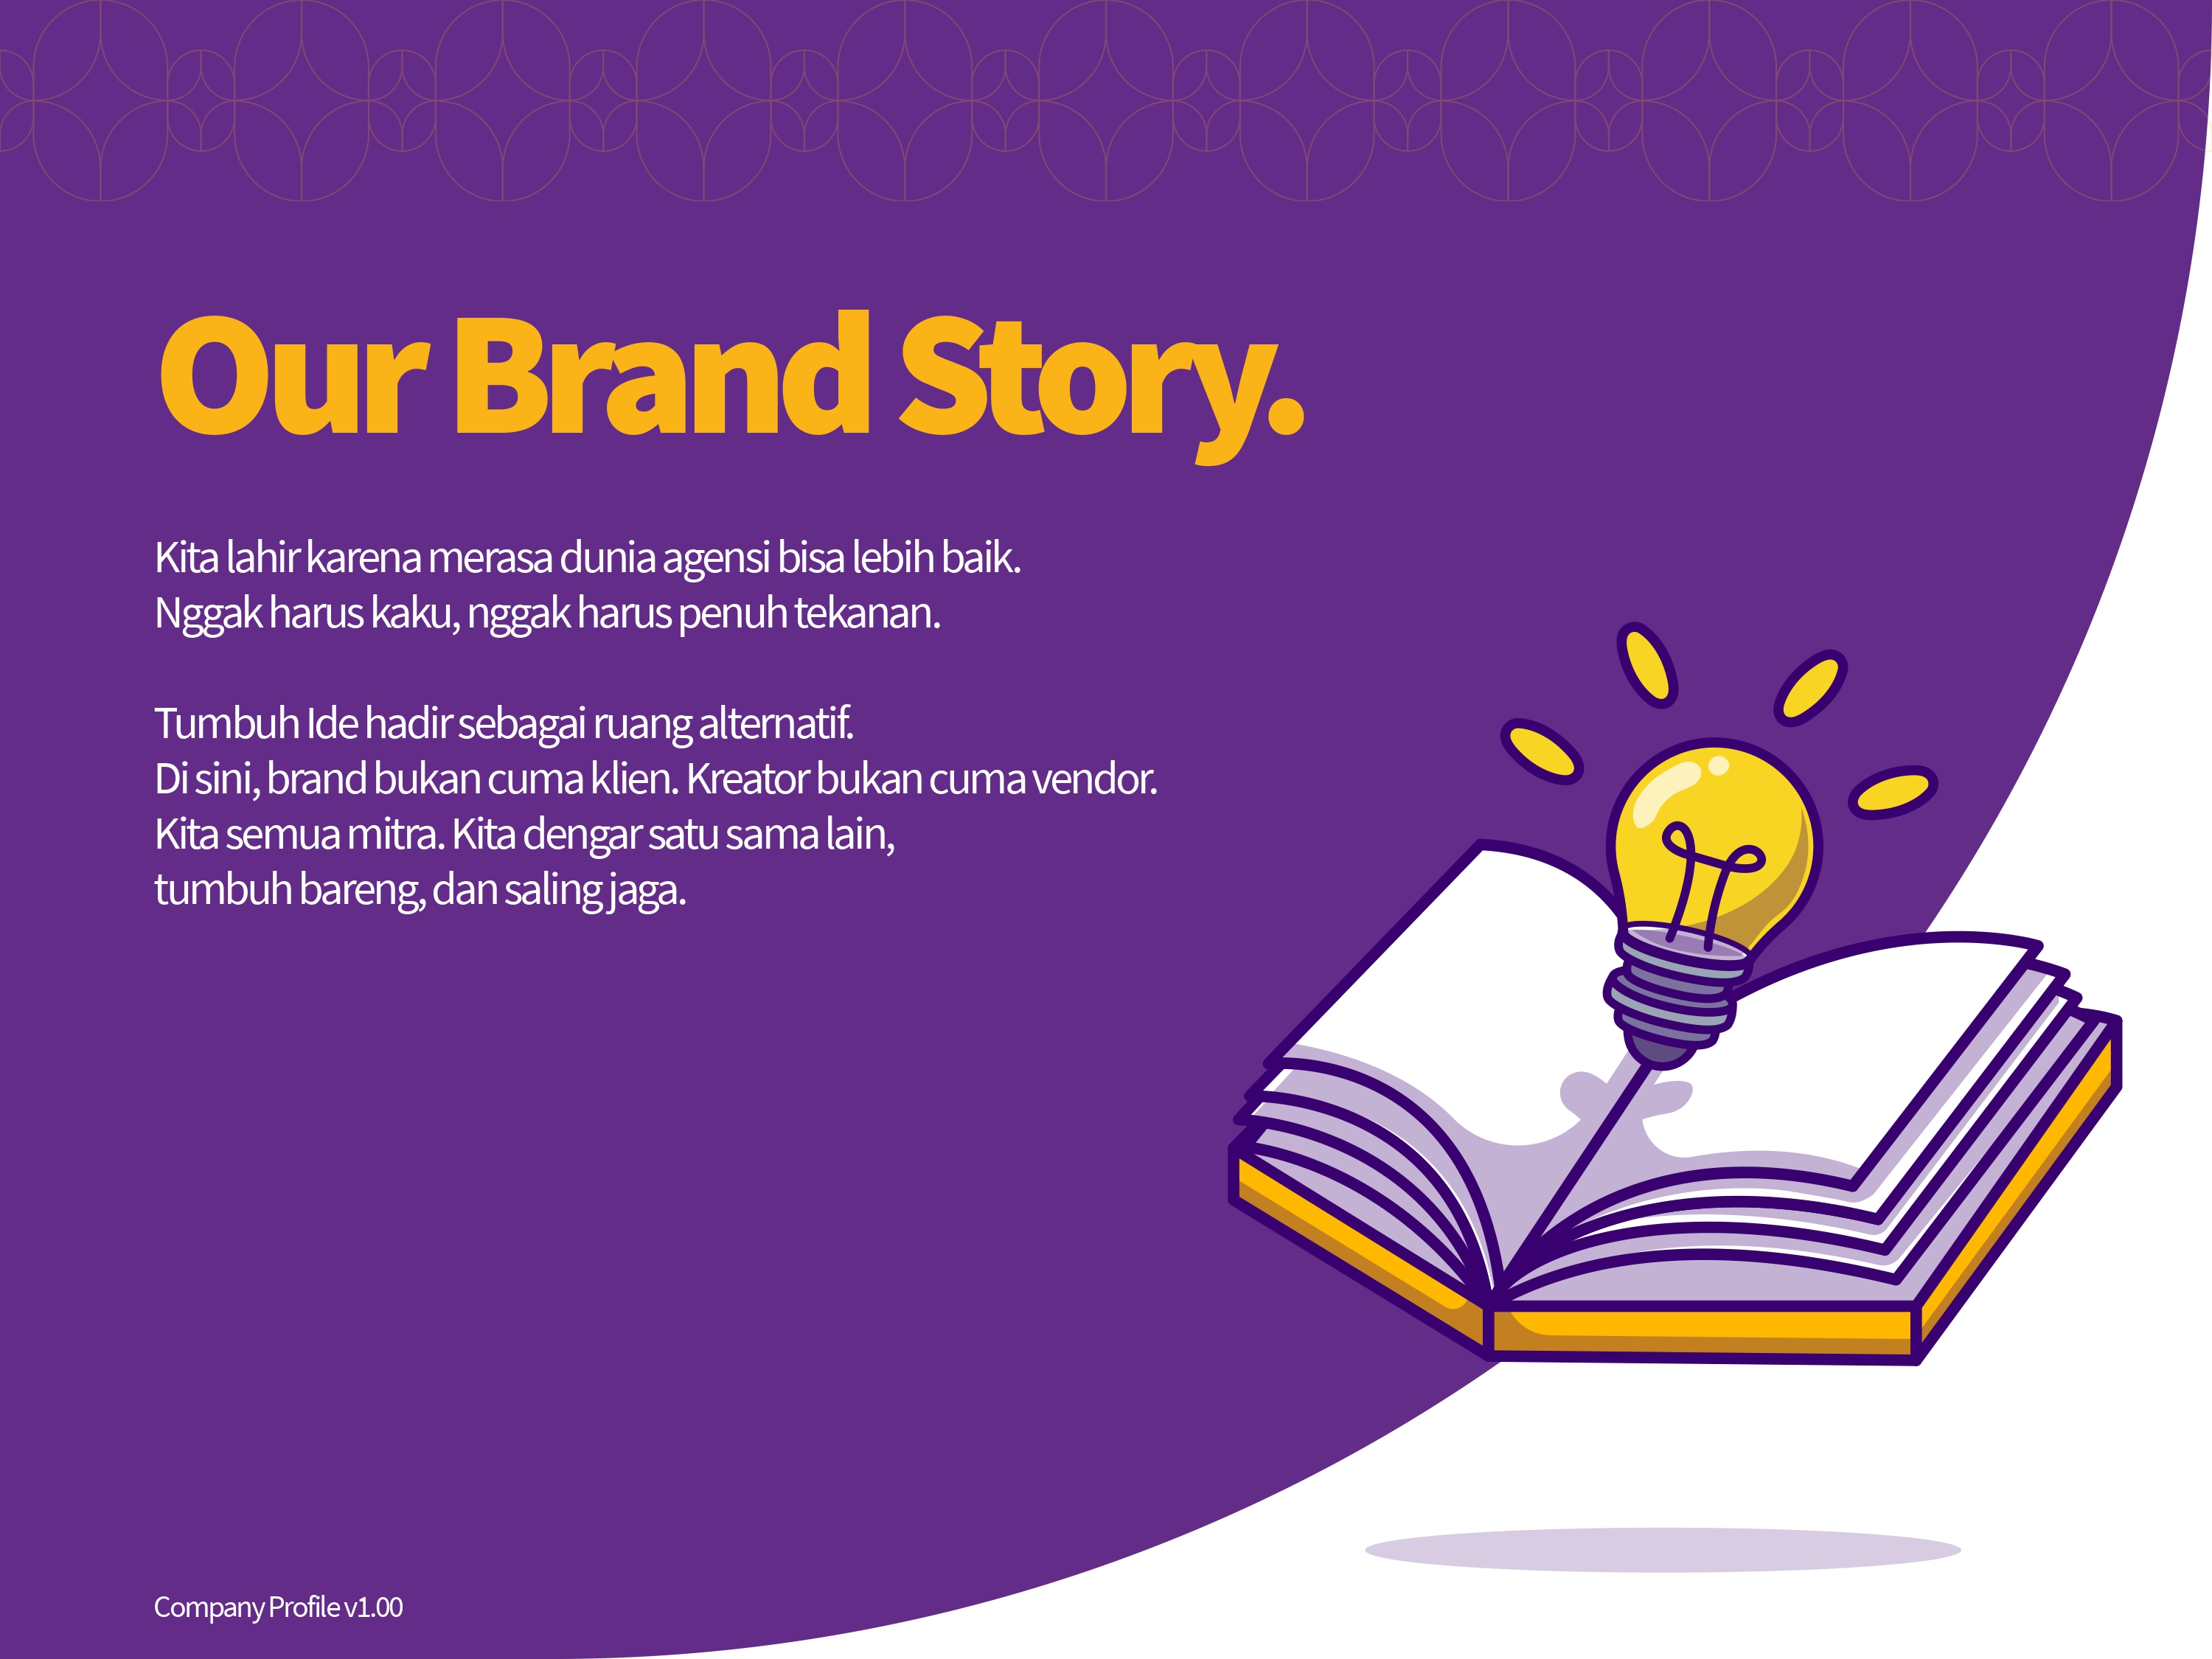 Our Brand Story.
Kita lahir karena merasa dunia agensi bisa lebih baik.
Nggak harus kaku, nggak harus penuh tekanan.
Tumbuh Ide hadir sebagai ruang alternatif.
Di sini, brand bukan cuma klien. Kreator bukan cuma vendor.
Kita semua mitra. Kita dengar satu sama lain,
tumbuh bareng, dan saling jaga.
Company Profile v1.00